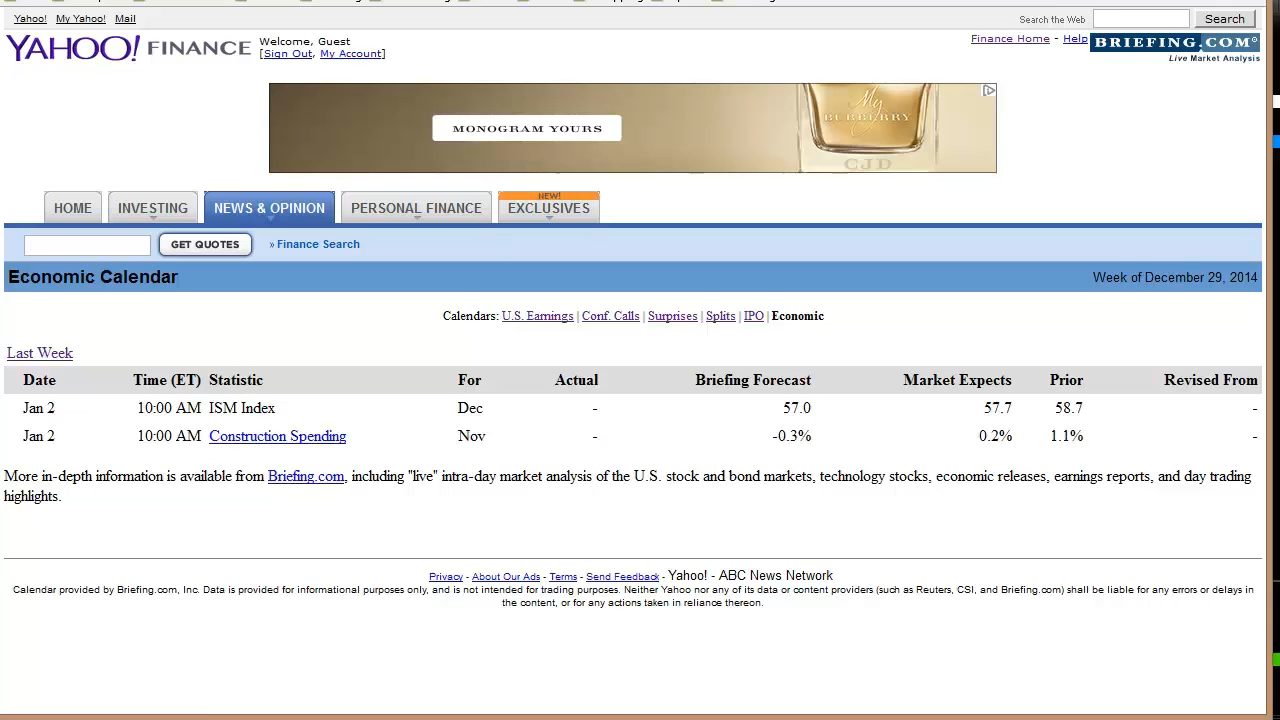 Yahoo! My Yahoo! Mail
Search the Web Search
YAHOO! FINANCE
Welcome, Guest
[Sign Out, My Account]
Finance Home - Help
BRIEFING.COM
Live Market Analysis
MONOGRAM YOURS
My
BURBERRY
CJD
HOME INVESTING NEWS & OPINION PERSONAL FINANCE NEW! EXCLUSIVES
GET QUOTES » Finance Search
Economic Calendar Week of December 29, 2014
Calendars: U.S. Earnings | Conf. Calls | Surprises | Splits | IPO | Economic
Last Week
Date Time (ET) Statistic For Actual Briefing Forecast Market Expects Prior Revised From
Jan 2 10:00 AM ISM Index Dec - 57.0 57.7 58.7 -
Jan 2 10:00 AM Construction Spending Nov - -0.3% 0.2% 1.1% -
More in-depth information is available from Briefing.com, including "live" intra-day market analysis of the U.S. stock and bond markets, technology stocks, economic releases, earnings reports, and day trading
highlights.
Privacy - About Our Ads - Terms - Send Feedback - Yahoo! - ABC News Network
Calendar provided by Briefing.com, Inc. Data is provided for informational purposes only, and is not intended for trading purposes. Neither Yahoo nor any of its data or content providers (such as Reuters, CSI, and Briefing.com) shall be liable for any errors or delays in
the content, or for any actions taken in reliance thereon.